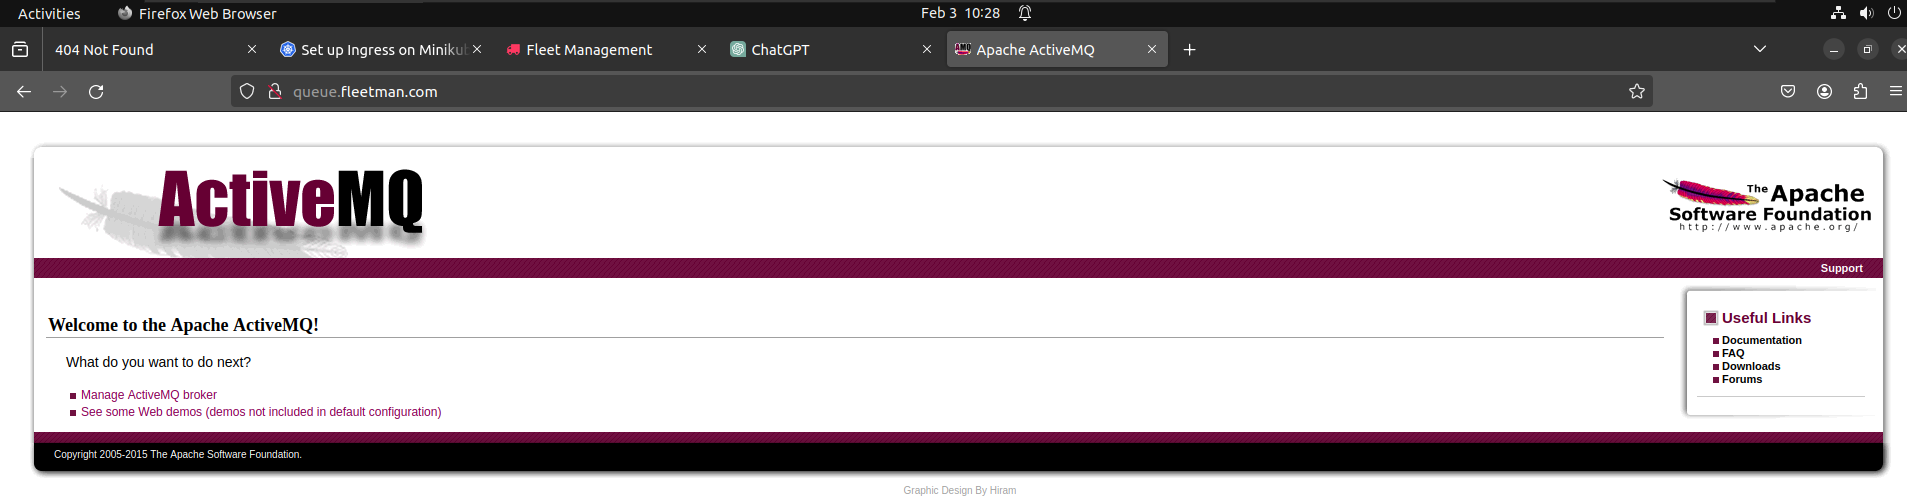 Activities Firefox Web Browser Feb 3 10:28
404 Not Found Set up Ingress on Miniku Fleet Management ChatGPT Apache ActiveMQ
queue.fleetman.com
ActiveMQ
The Apache
Software Foundation
http://www.apache.org/
Support
Welcome to the Apache ActiveMQ!
What do you want to do next?
Manage ActiveMQ broker
See some Web demos (demos not included in default configuration)
Useful Links
Documentation
FAQ
Downloads
Forums
Copyright 2005-2015 The Apache Software Foundation.
Graphic Design By Hiram